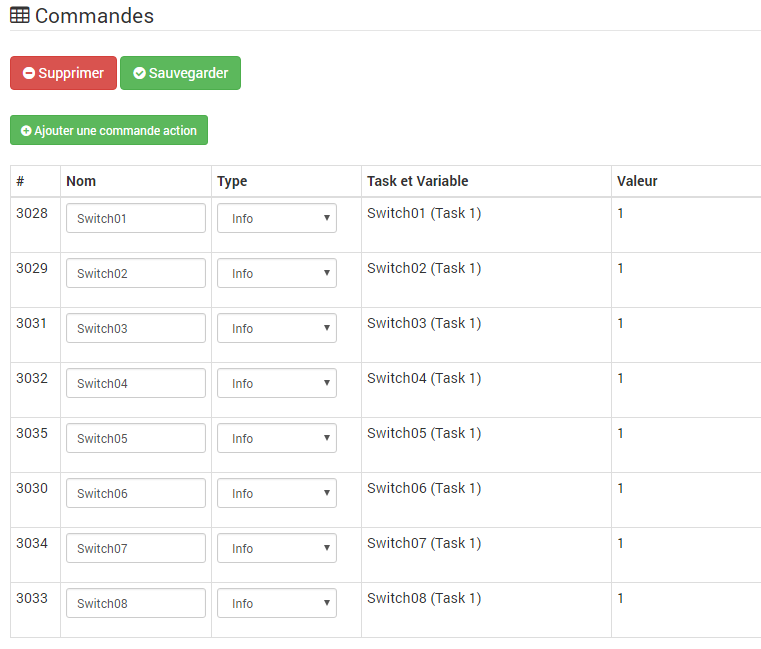 Commandes
Supprimer Sauvegarder
Ajouter une commande action
# Nom Type Task et Variable Valeur
3028 Switch01 Info Switch01 (Task 1) 1
3029 Switch02 Info Switch02 (Task 1) 1
3031 Switch03 Info Switch03 (Task 1) 1
3032 Switch04 Info Switch04 (Task 1) 1
3035 Switch05 Info Switch05 (Task 1) 1
3030 Switch06 Info Switch06 (Task 1) 1
3034 Switch07 Info Switch07 (Task 1) 1
3033 Switch08 Info Switch08 (Task 1) 1